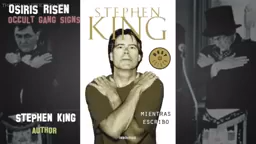 OSIRIS RISEN
OCCULT GANG SIGNS
STEPHEN KING
AUTHOR
STEPHEN
KING
MIENTRAS
ESCRIBO